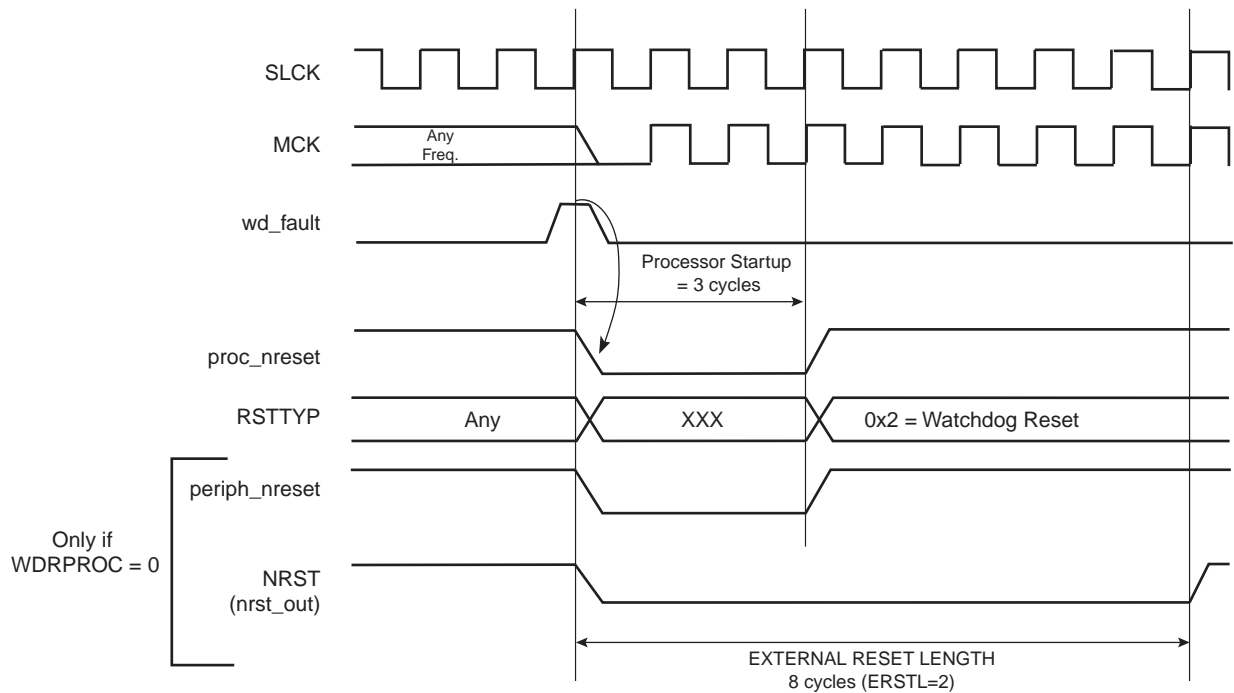 SLCK
MCK
Any
Freq.
wd_fault
Processor Startup
= 3 cycles
proc_nreset
RSTTYP
Any
XXX
0x2 = Watchdog Reset
periph_nreset
Only if
WDRPROC = 0
NRST
(nrst_out)
EXTERNAL RESET LENGTH
8 cycles (ERSTL=2)